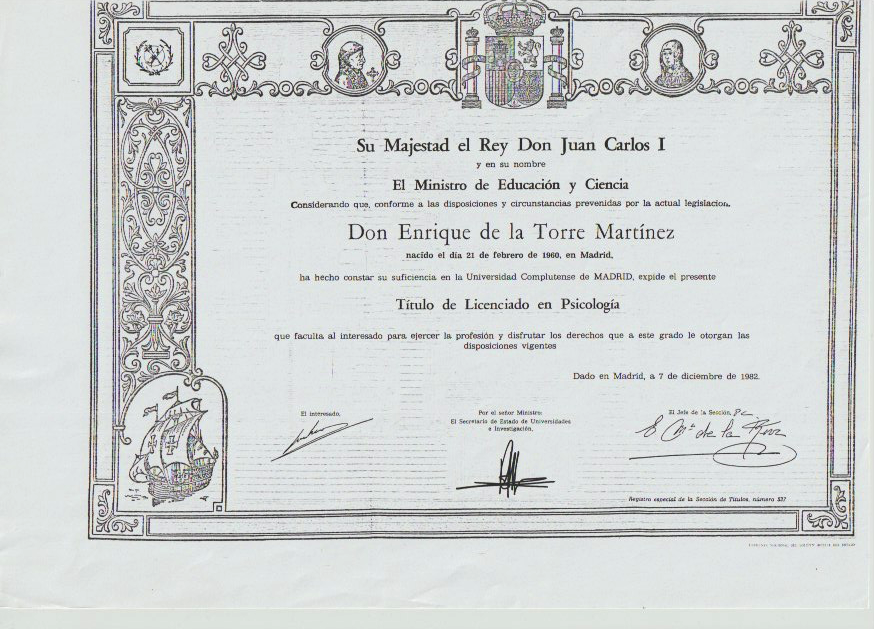 Su Majestad el Rey Don Juan Carlos I
y en su nombre
El Ministro de Educación y Ciencia
Considerando que, conforme a las disposiciones y circunstancias prevenidas por la actual legislacion,
Don Enrique de la Torre Martínez
nacido el día 21 de febrero de 1960, en Madrid,
ha hecho constar su suficiencia en la Universidad Complutense de MADRID, expide el presente
Título de Licenciado en Psicología
que faculta al interesado para ejercer la profesión y disfrutar los derechos que a este grado le otorgan las
disposiciones vigentes
Dado en Madrid, a 7 de diciembre de 1982.
El interesado,
Por el señor Ministro:
El Secretario de Estado de Universidades
e Investigación,
El Jefe de la Sección,
Mª de la
Registro especial de la Sección de Títulos, número 527